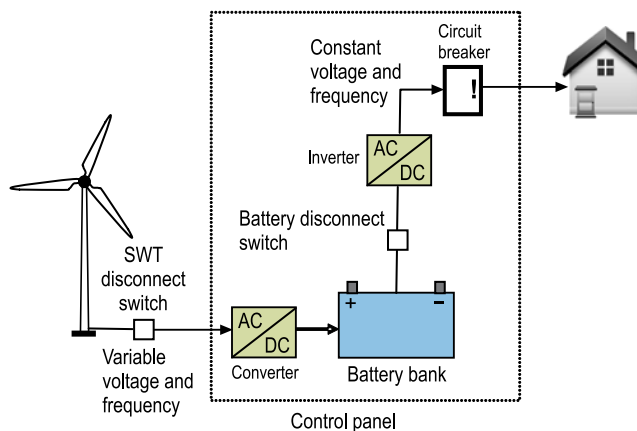 Constant
voltage and
frequency
Circuit
breaker
!
Inverter
AC
DC
Battery disconnect
switch
SWT
disconnect
switch
Variable
voltage and
frequency
AC
DC
Converter
+
−
Battery bank
Control panel